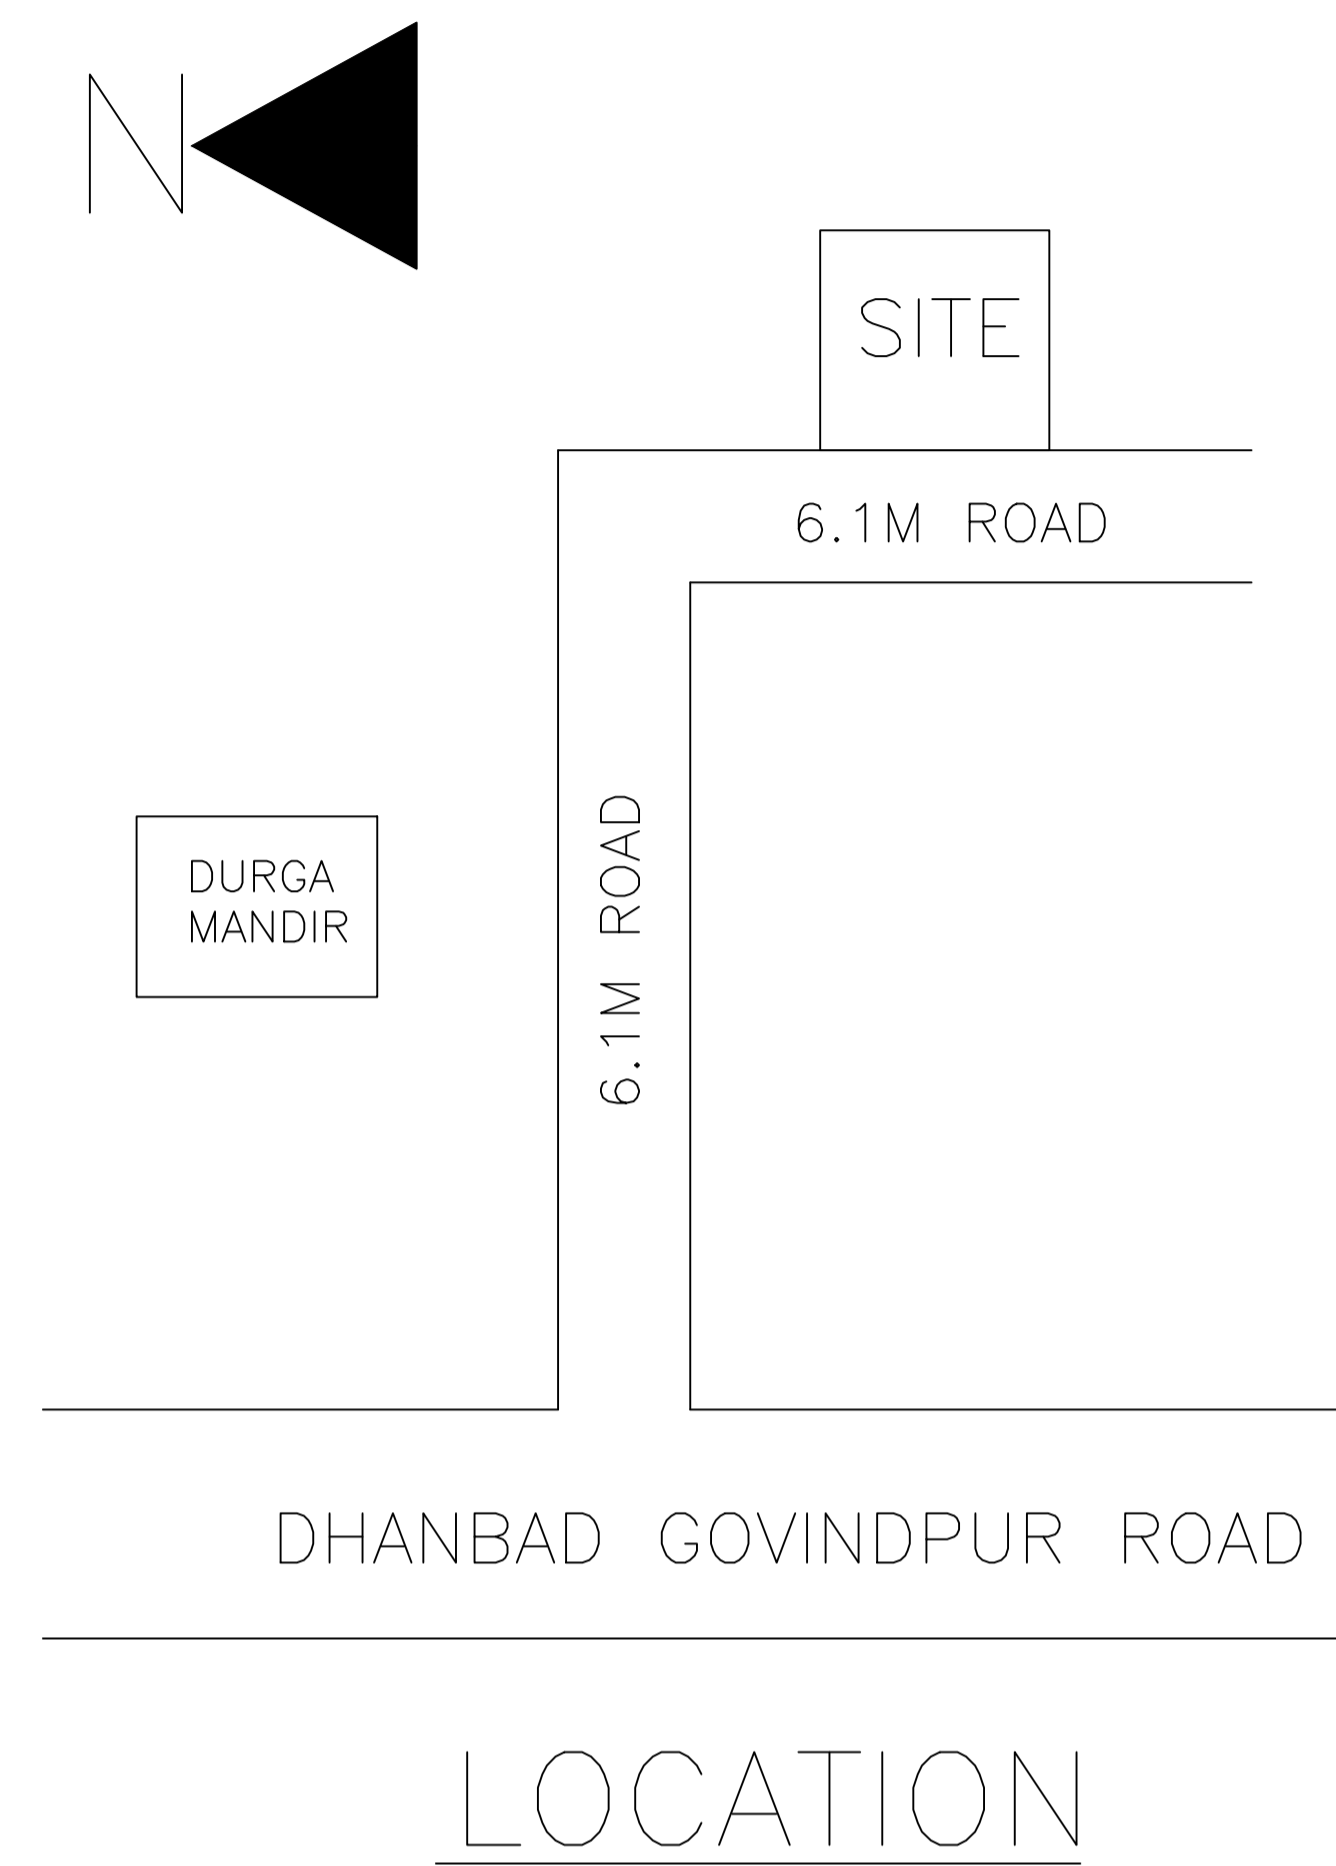 N
SITE
6.1M ROAD
DURGA
MANDIR
6.1M ROAD
DHANBAD GOVINDPUR ROAD
LOCATION